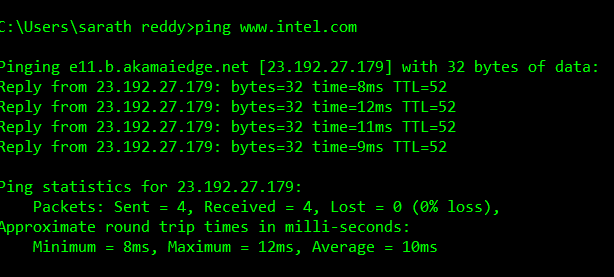 C:\Users\sarath reddy>ping www.intel.com
Pinging e11.b.akamaiedge.net [23.192.27.179] with 32 bytes of data:
Reply from 23.192.27.179: bytes=32 time=8ms TTL=52
Reply from 23.192.27.179: bytes=32 time=12ms TTL=52
Reply from 23.192.27.179: bytes=32 time=11ms TTL=52
Reply from 23.192.27.179: bytes=32 time=9ms TTL=52
Ping statistics for 23.192.27.179:
Packets: Sent = 4, Received = 4, Lost = 0 (0% loss),
Approximate round trip times in milli-seconds:
Minimum = 8ms, Maximum = 12ms, Average = 10ms